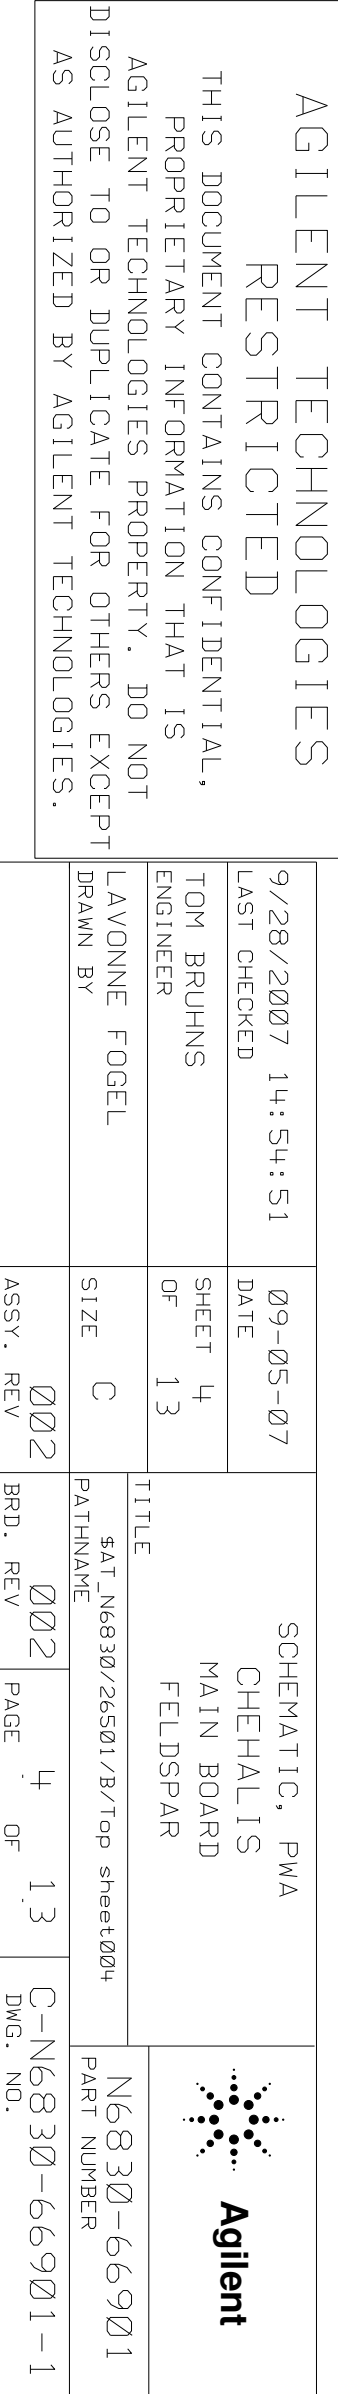 AGILENT TECHNOLOGIES
RESTRICTED
THIS DOCUMENT CONTAINS CONFIDENTIAL,
PROPRIETARY INFORMATION THAT IS
AGILENT TECHNOLOGIES PROPERTY. DO NOT
DISCLOSE TO OR DUPLICATE FOR OTHERS EXCEPT
AS AUTHORIZED BY AGILENT TECHNOLOGIES.
9/28/2007 14:54:51
LAST CHECKED
TOM BRUHNS
ENGINEER
LAVONNE FOGEL
DRAWN BY
09-05-07
DATE
SHEET 4
OF 13
SIZE C
002
ASSY. REV
SCHEMATIC, PWA
CHEHALIS
MAIN BOARD
FELDSPAR
TITLE
$AT_N6830/26501/B/Top sheet004
PATHNAME
002
BRD. REV
PAGE 4 OF 13
Agilent
N6830-66901
PART NUMBER
C-N6830-66901-1
DWG. NO.